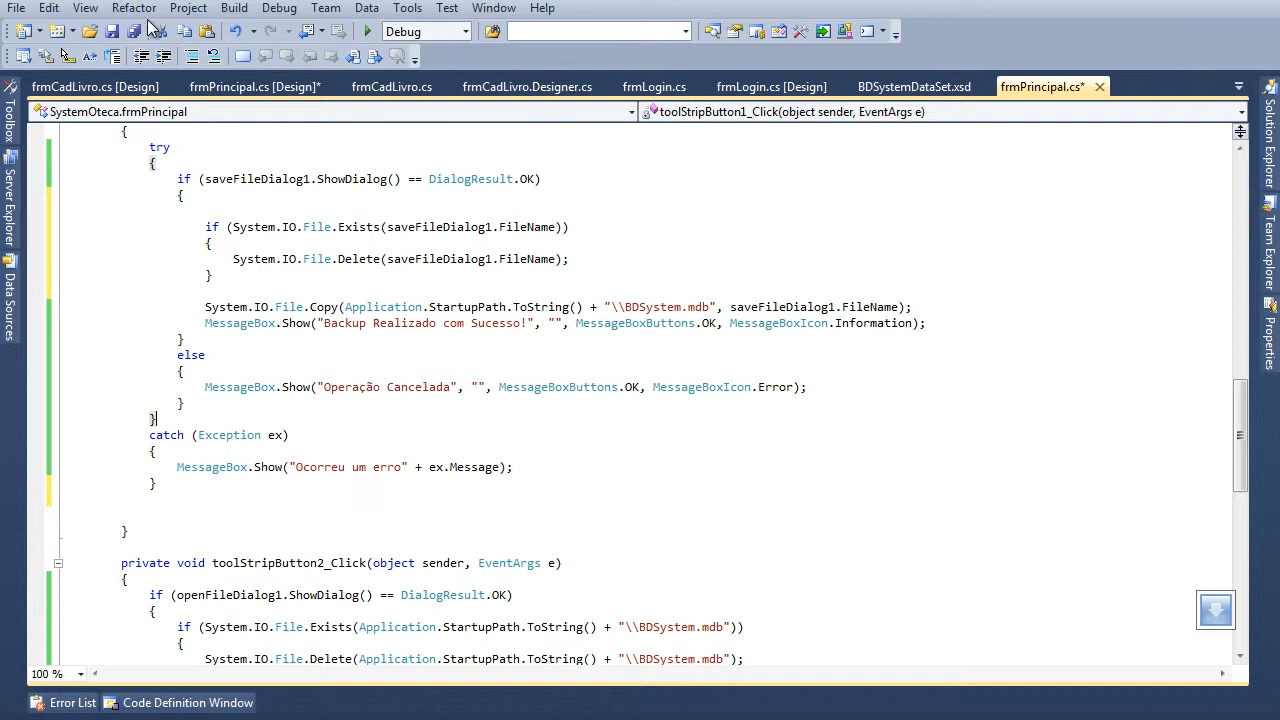 File Edit View Refactor Project Build Debug Team Data Tools Test Window Help
Debug
frmCadLivro.cs [Design] frmPrincipal.cs [Design]* frmCadLivro.cs frmCadLivro.Designer.cs frmLogin.cs frmLogin.cs [Design] BDSystemDataSet.xsd frmPrincipal.cs*
SystemOteca.frmPrincipal toolStripButton1_Click(object sender, EventArgs e)
Toolbox
Server Explorer
Data Sources
{
try
{
if (saveFileDialog1.ShowDialog() == DialogResult.OK)
{
if (System.IO.File.Exists(saveFileDialog1.FileName))
{
System.IO.File.Delete(saveFileDialog1.FileName);
}
System.IO.File.Copy(Application.StartupPath.ToString() + "\\BDSystem.mdb", saveFileDialog1.FileName);
MessageBox.Show("Backup Realizado com Sucesso!", "", MessageBoxButtons.OK, MessageBoxIcon.Information);
}
else
{
MessageBox.Show("Operação Cancelada", "", MessageBoxButtons.OK, MessageBoxIcon.Error);
}
}
catch (Exception ex)
{
MessageBox.Show("Ocorreu um erro" + ex.Message);
}
}
private void toolStripButton2_Click(object sender, EventArgs e)
{
if (openFileDialog1.ShowDialog() == DialogResult.OK)
{
if (System.IO.File.Exists(Application.StartupPath.ToString() + "\\BDSystem.mdb"))
{
System.IO.File.Delete(Application.StartupPath.ToString() + "\\BDSystem.mdb");
Solution Explorer
Team Explorer
Properties
100 %
Error List Code Definition Window